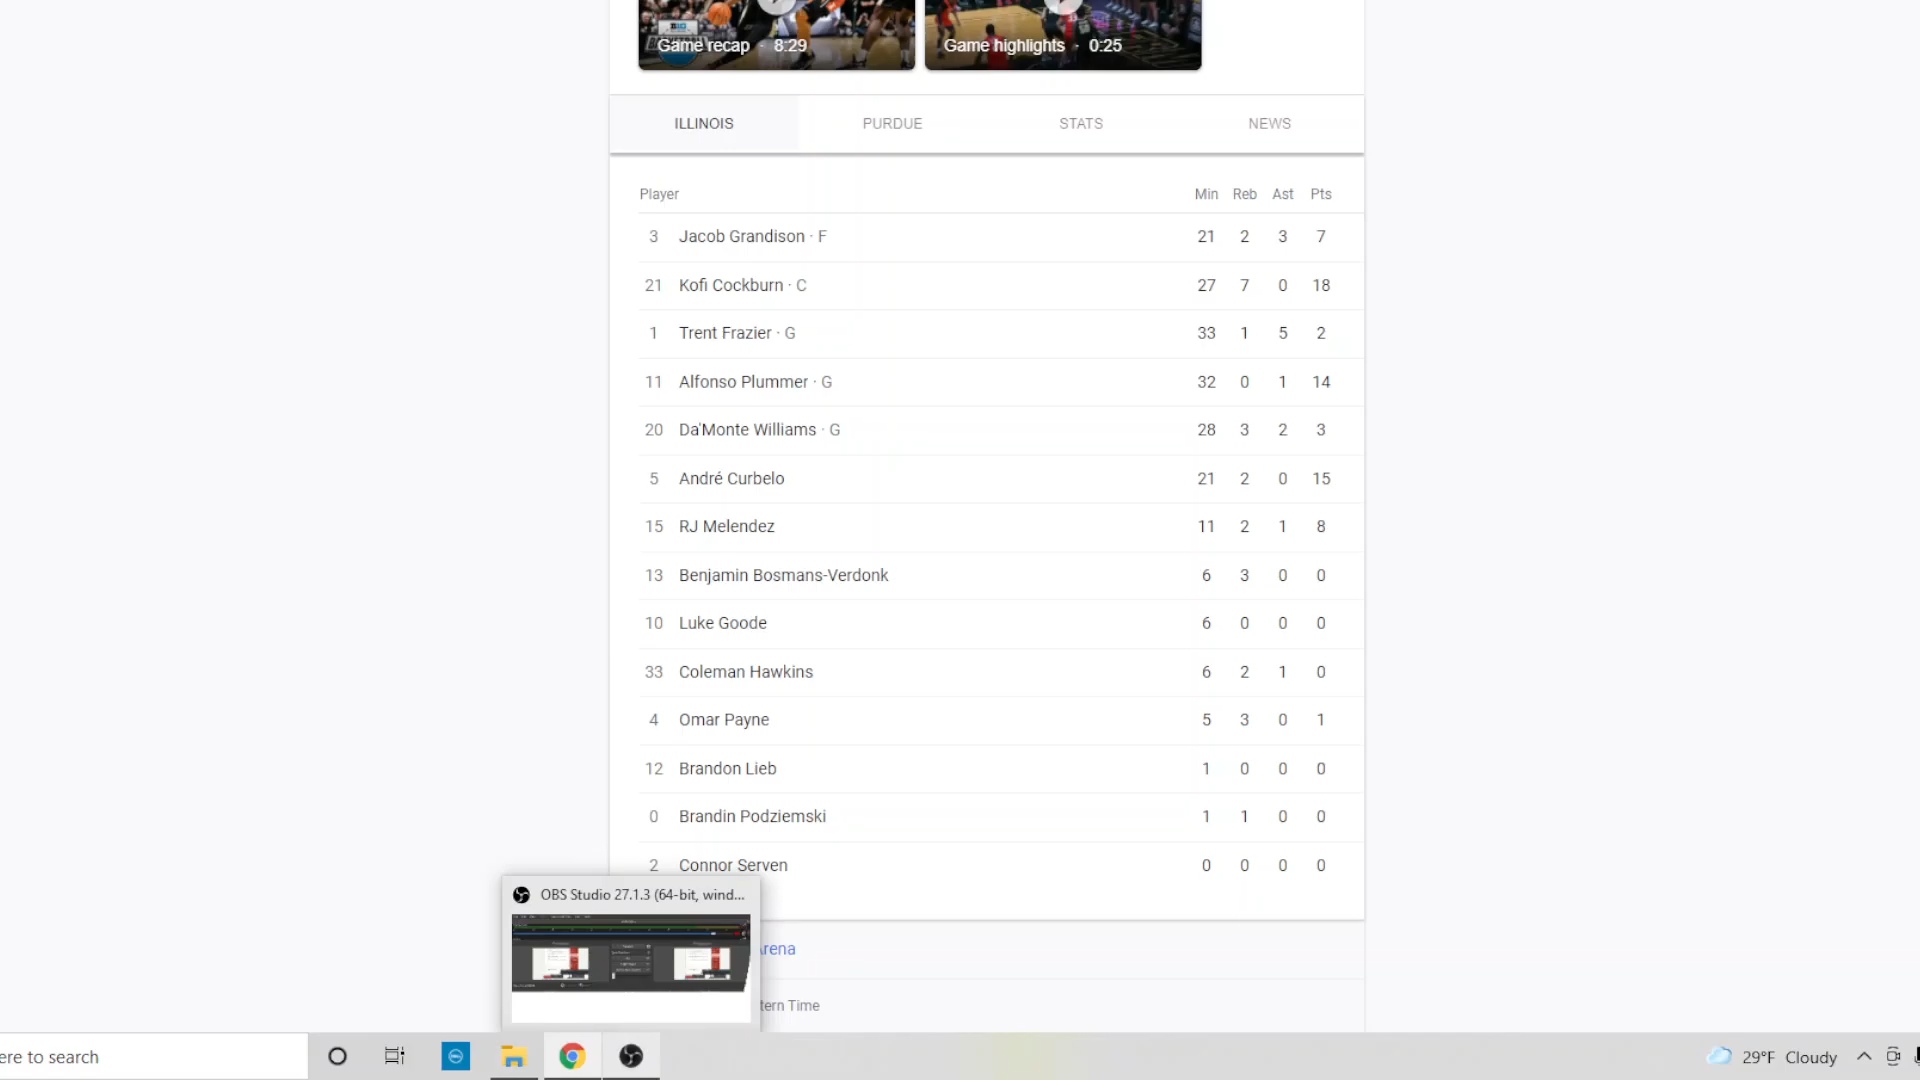 Game recap · 8:29
Game highlights · 0:25
ILLINOIS PURDUE STATS NEWS
Player Min Reb Ast Pts
3 Jacob Grandison · F 21 2 3 7
21 Kofi Cockburn · C 27 7 0 18
1 Trent Frazier · G 33 1 5 2
11 Alfonso Plummer · G 32 0 1 14
20 Da'Monte Williams · G 28 3 2 3
5 André Curbelo 21 2 0 15
15 RJ Melendez 11 2 1 8
13 Benjamin Bosmans-Verdonk 6 3 0 0
10 Luke Goode 6 0 0 0
33 Coleman Hawkins 6 2 1 0
4 Omar Payne 5 3 0 1
12 Brandon Lieb 1 0 0 0
0 Brandin Podziemski 1 1 0 0
2 Connor Serven 0 0 0 0
OBS Studio 27.1.3 (64-bit, wind...
Arena
tern Time
ere to search
29°F Cloudy